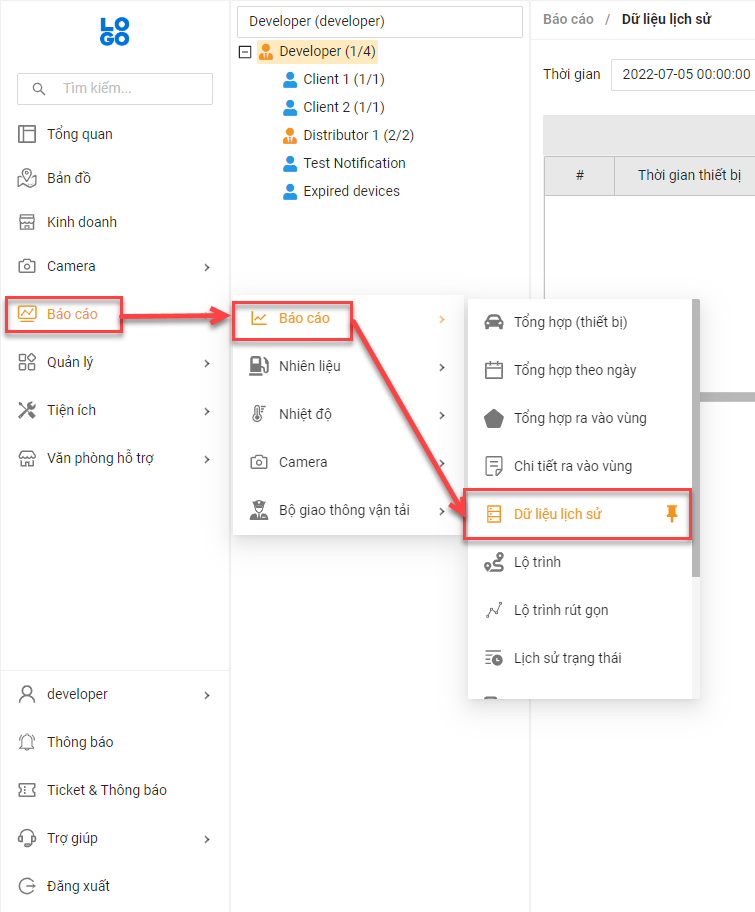 LO
GO
Tìm kiếm...
Tổng quan
Bản đồ
Kinh doanh
Camera
Báo cáo
Quản lý
Tiện ích
Văn phòng hỗ trợ
developer
Thông báo
Ticket & Thông báo
Trợ giúp
Đăng xuất
Developer (developer)
Developer (1/4)
Client 1 (1/1)
Client 2 (1/1)
Distributor 1 (2/2)
Test Notification
Expired devices
Báo cáo
Nhiên liệu
Nhiệt độ
Camera
Bộ giao thông vận tải
Tổng hợp (thiết bị)
Tổng hợp theo ngày
Tổng hợp ra vào vùng
Chi tiết ra vào vùng
Dữ liệu lịch sử
Lộ trình
Lộ trình rút gọn
Lịch sử trạng thái
Báo cáo / Dữ liệu lịch sử
Thời gian 2022-07-05 00:00:00
# Thời gian thiết bị